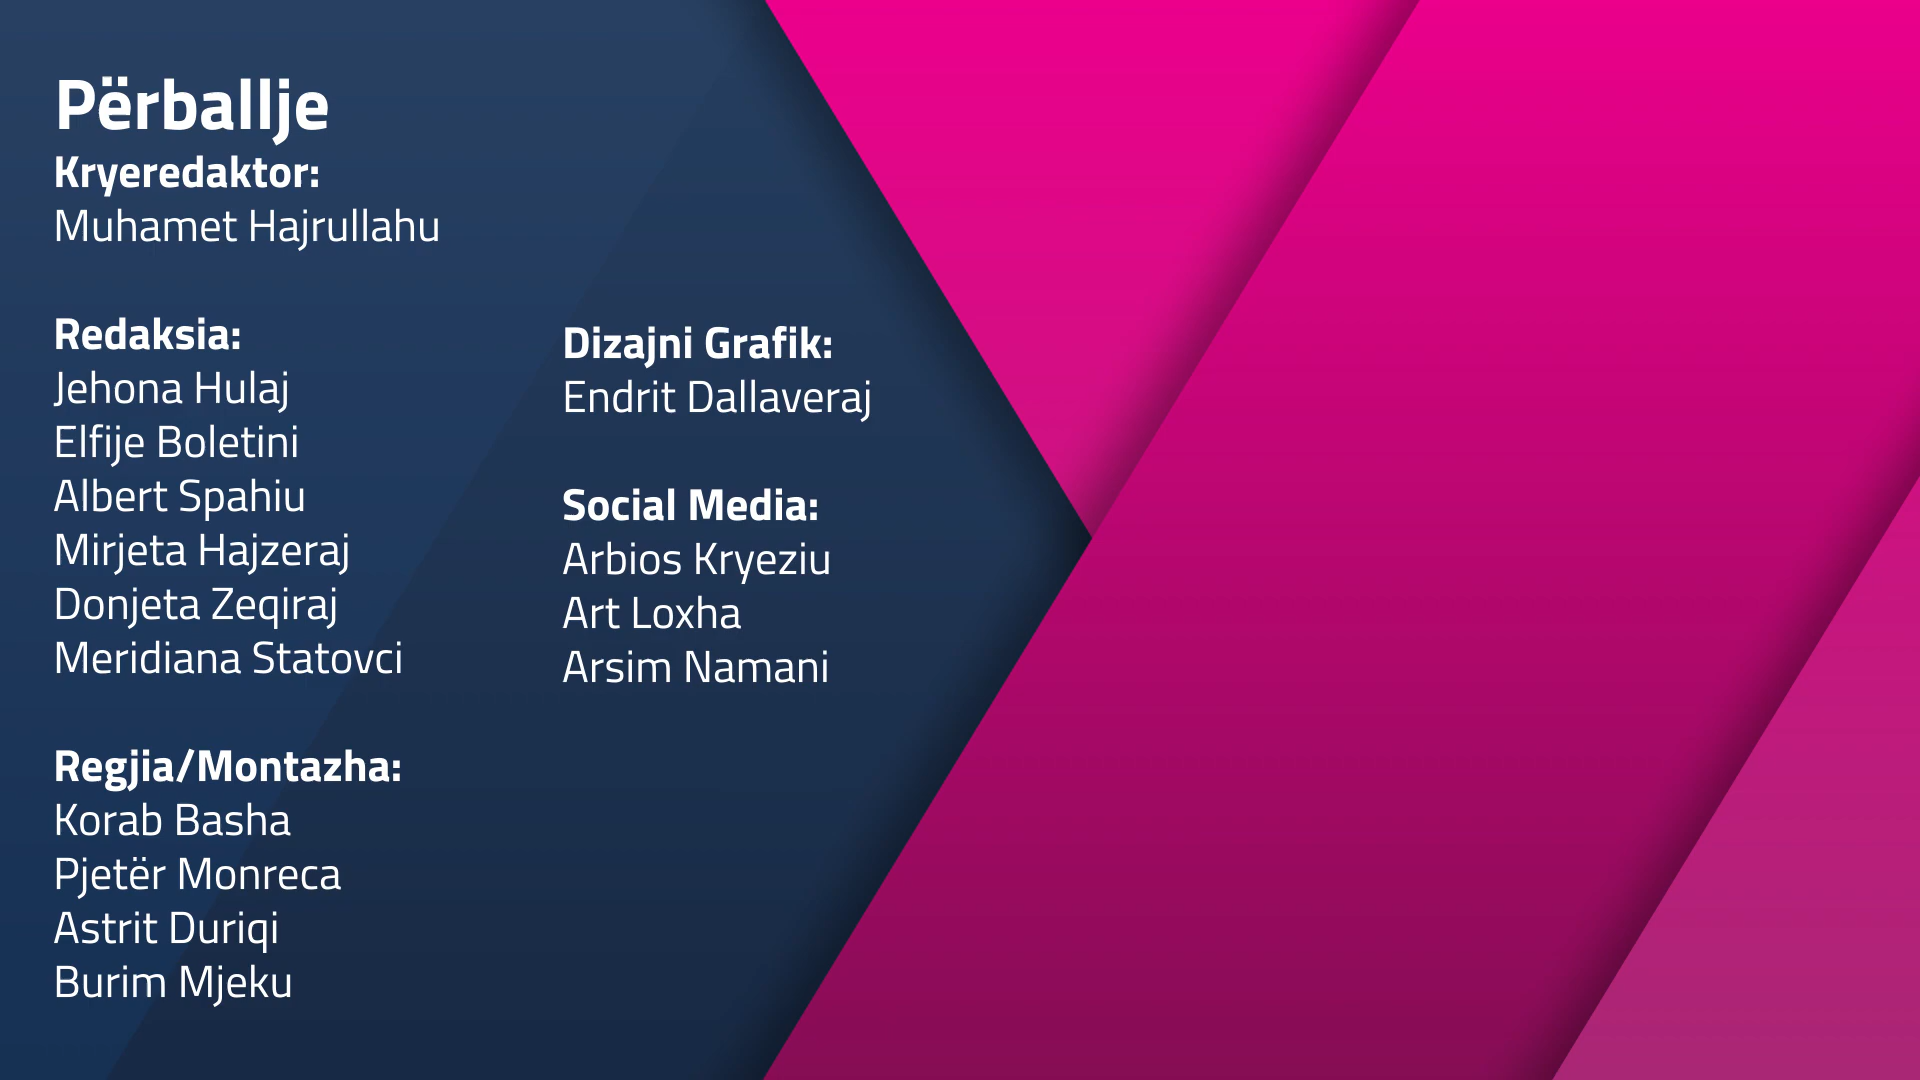 Përballje
Kryeredaktor:
Muhamet Hajrullahu
Redaksia:
Jehona Hulaj
Elfije Boletini
Albert Spahiu
Mirjeta Hajzeraj
Donjeta Zeqiraj
Meridiana Statovci
Regjia/Montazha:
Korab Basha
Pjetër Monreca
Astrit Duriqi
Burim Mjeku
Dizajni Grafik:
Endrit Dallaveraj
Social Media:
Arbios Kryeziu
Art Loxha
Arsim Namani